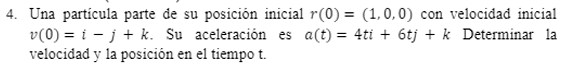 4. Una partícula parte de su posición inicial r(0) = (1,0,0) con velocidad inicial
v(0) = i − j + k. Su aceleración es a(t) = 4ti + 6tj + k Determinar la
velocidad y la posición en el tiempo t.